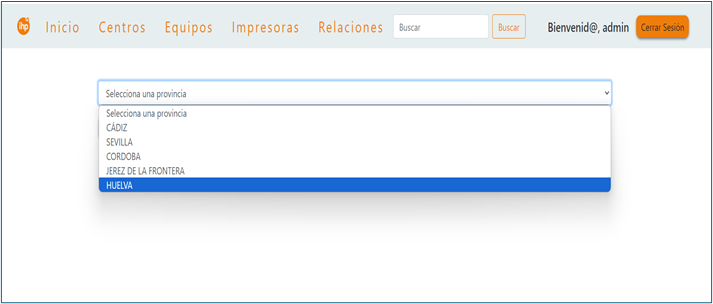 ihp Inicio Centros Equipos Impresoras Relaciones Buscar Buscar Bienvenid@, admin Cerrar Sesión
Selecciona una provincia
Selecciona una provincia
CÁDIZ
SEVILLA
CORDOBA
JEREZ DE LA FRONTERA
HUELVA